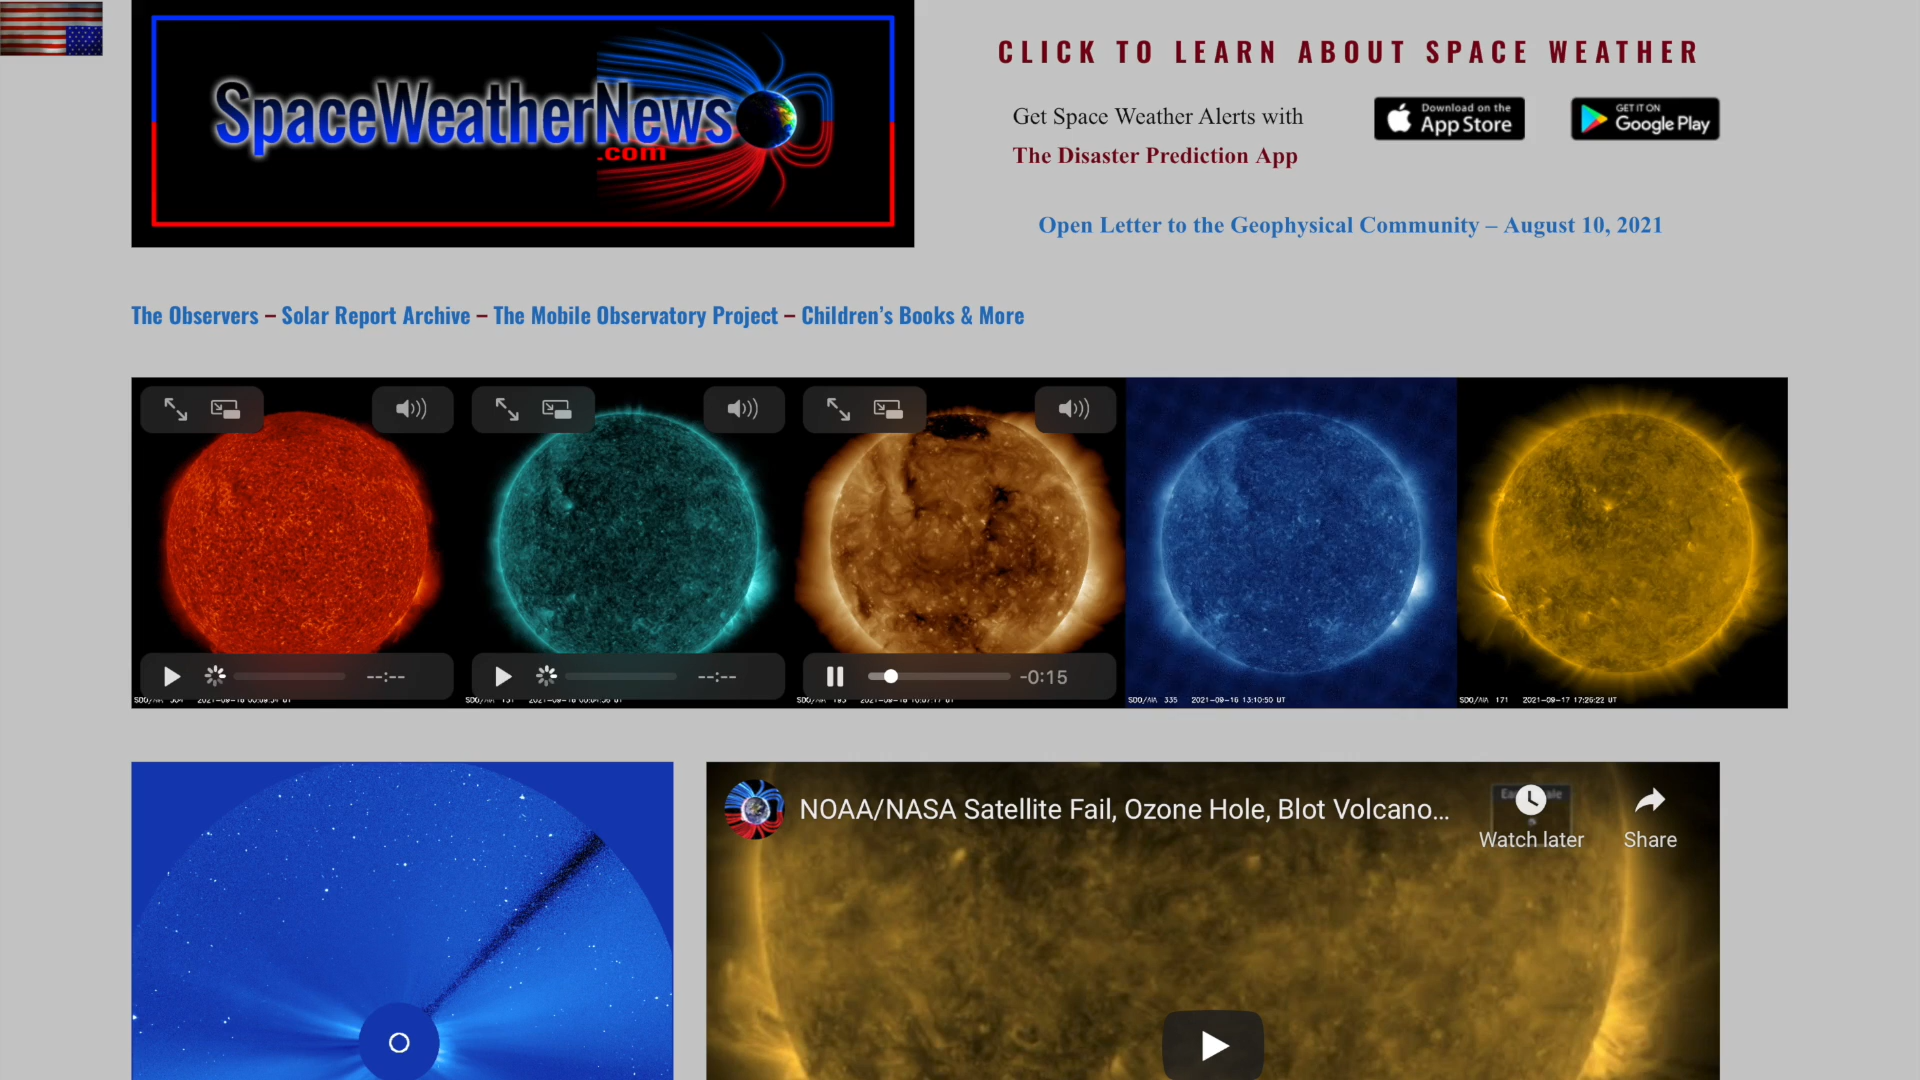 SpaceWeatherNews
.com
CLICK TO LEARN ABOUT SPACE WEATHER
Get Space Weather Alerts with
The Disaster Prediction App
Download on the
App Store
GET IT ON
Google Play
Open Letter to the Geophysical Community – August 10, 2021
The Observers – Solar Report Archive – The Mobile Observatory Project – Children's Books & More
--:--
--:--
-0:15
SDO/AIA 335 2021-09-16 13:10:50 UT
SDO/AIA 171 2021-09-17 17:26:22 UT
NOAA/NASA Satellite Fail, Ozone Hole, Blot Volcano...
Watch later
Share